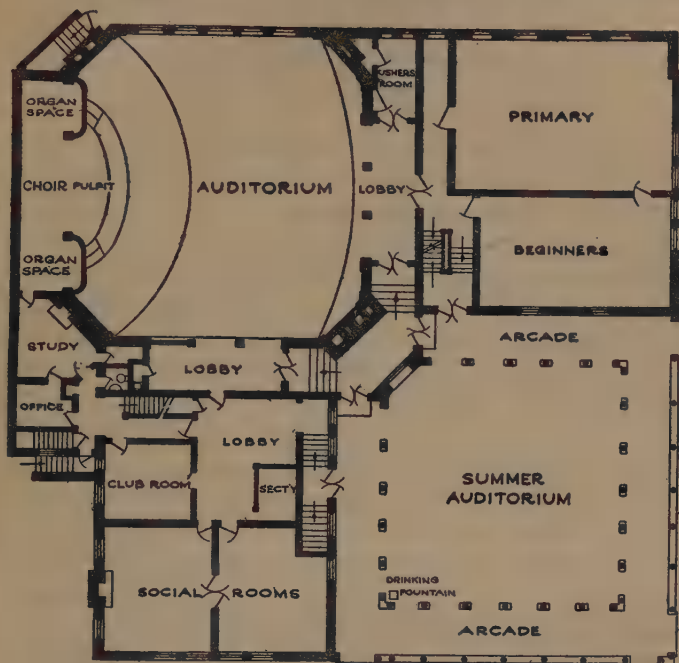 ORGAN
SPACE
USHERS
ROOM
PRIMARY
CHOIR PULPIT
AUDITORIUM
LOBBY
ORGAN
SPACE
BEGINNERS
STUDY
LOBBY
ARCADE
OFFICE
LOBBY
CLUB ROOM
SECTY
SUMMER
AUDITORIUM
SOCIAL ROOMS
DRINKING
FOUNTAIN
ARCADE